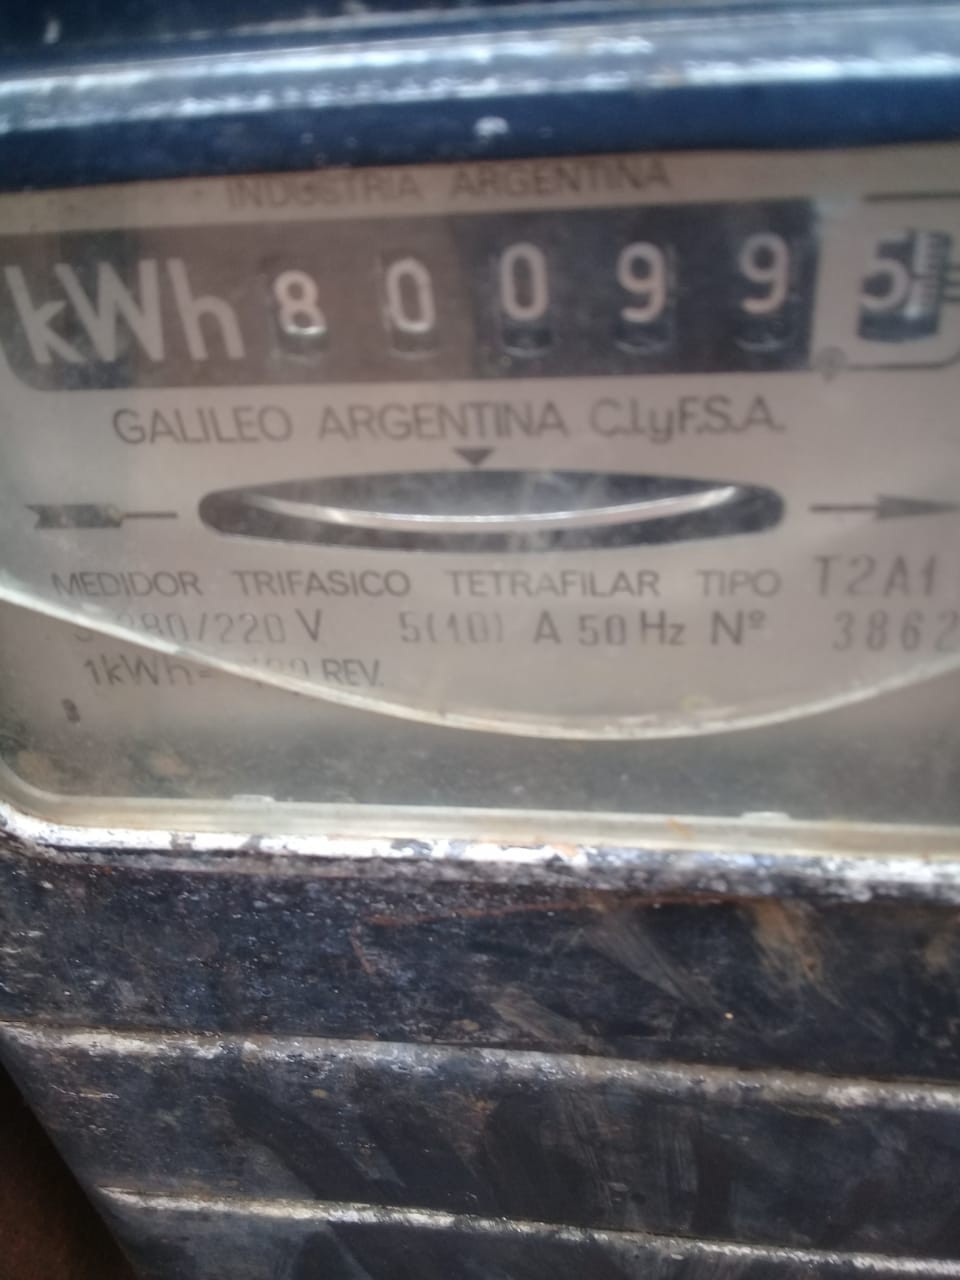 INDUSTRIA ARGENTINA
kWh 8 0 0 9 9 5
GALILEO ARGENTINA C.IyF.S.A.
MEDIDOR TRIFASICO TETRAFILAR TIPO T2A1
380/220 V 5(10) A 50 Hz Nº 3862
1kWh= REV.